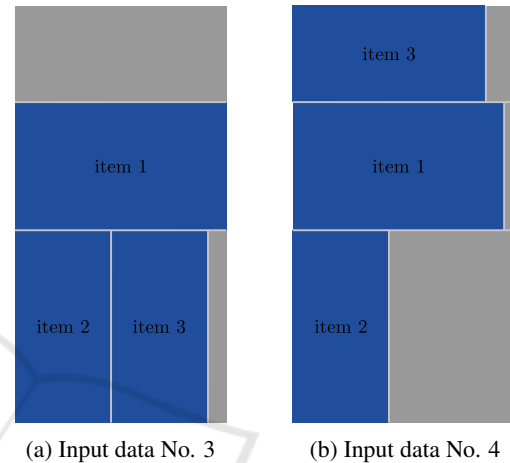 item 3
item 1
item 1
item 2
item 3
item 2
(a) Input data No. 3
(b) Input data No. 4